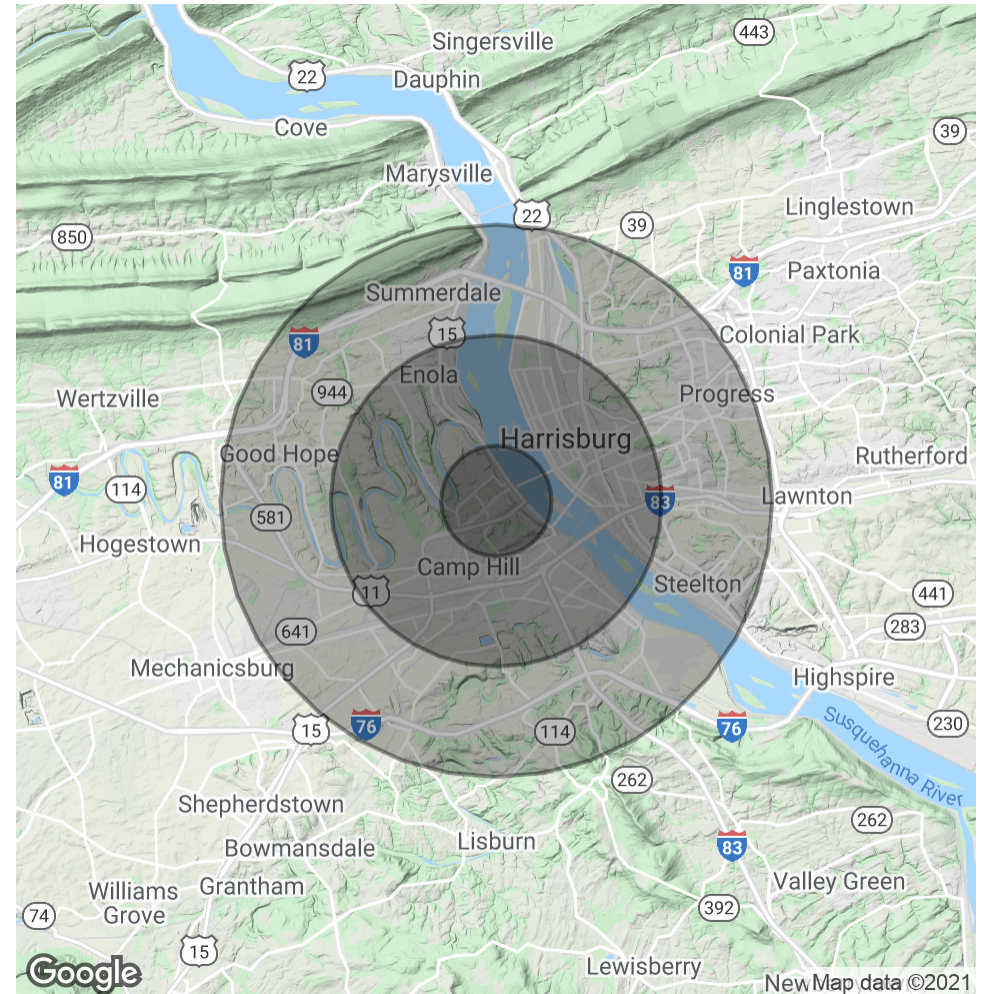 Singersville
443
22
Dauphin
Cove
39
Marysville
22
39
Linglestown
850
81
Paxtonia
Summerdale
15
81
Colonial Park
Enola
944
Progress
Wertzville
Harrisburg
Good Hope
Rutherford
81
114
83
Lawnton
581
Hogestown
Camp Hill
11
Steelton
441
641
283
Mechanicsburg
Highspire
15
76
114
76
230
Susquehanna River
262
Shepherdstown
262
Bowmansdale
Lisburn
83
Williams
Grove
Grantham
Valley Green
74
392
15
Lewisberry
Google
New
Map data ©2021